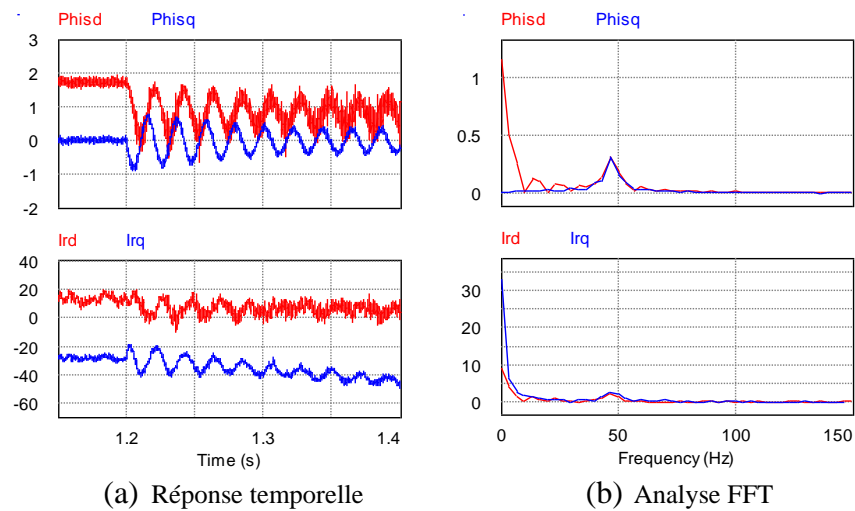 Phisd Phisq
3
2
1
0
-1
-2
Ird Irq
40
20
0
-20
-40
-60
1.2 1.3 1.4
Time (s)
(a) Réponse temporelle
Phisd Phisq
1
0.5
0
Ird Irq
30
20
10
0
0 50 100 150
Frequency (Hz)
(b) Analyse FFT